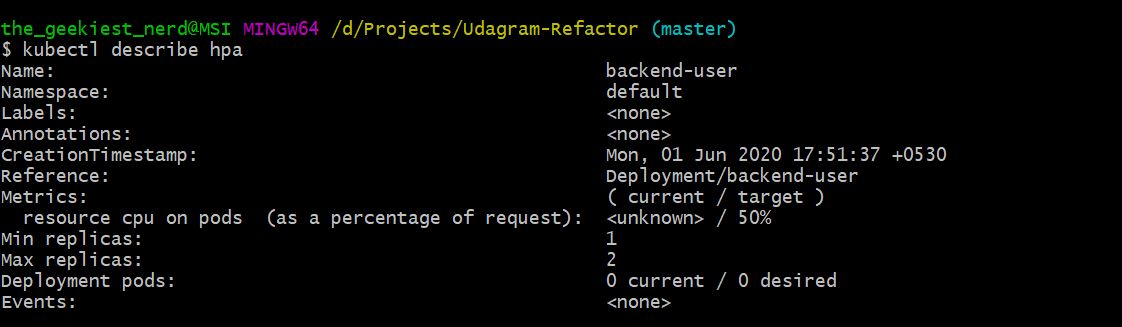 the_geekiest_nerd@MSI MINGW64 /d/Projects/Udagram-Refactor (master)
$ kubectl describe hpa
Name:                                                  backend-user
Namespace:                                             default
Labels:                                                <none>
Annotations:                                           <none>
CreationTimestamp:                                     Mon, 01 Jun 2020 17:51:37 +0530
Reference:                                             Deployment/backend-user
Metrics:                                               ( current / target )
  resource cpu on pods  (as a percentage of request):  <unknown> / 50%
Min replicas:                                          1
Max replicas:                                          2
Deployment pods:                                       0 current / 0 desired
Events:                                                <none>